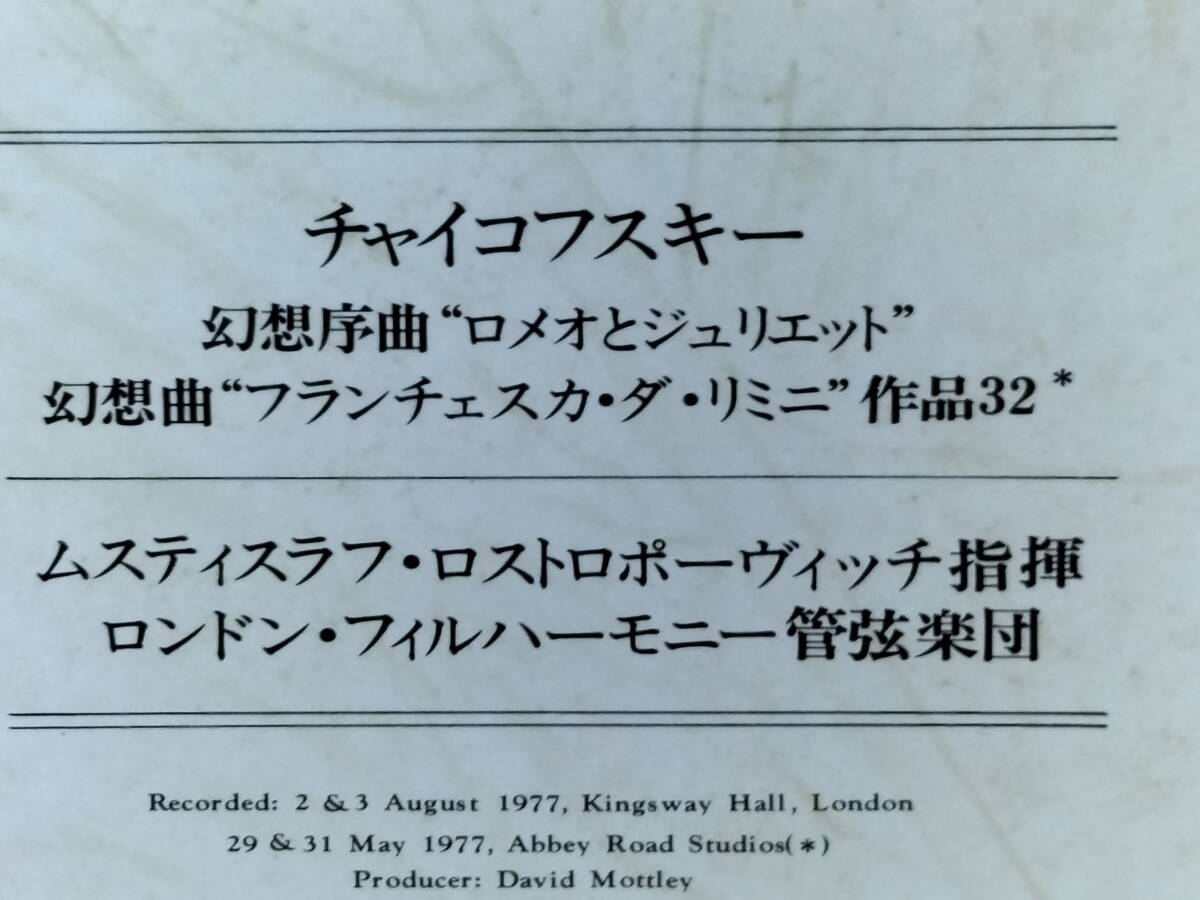 チャイコフスキー
幻想序曲“ロメオとジュリエット”
幻想曲“フランチェスカ・ダ・リミニ”作品32*
ムスティスラフ・ロストロポーヴィッチ指揮
ロンドン・フィルハーモニー管弦楽団
Recorded: 2 & 3 August 1977, Kingsway Hall, London
29 & 31 May 1977, Abbey Road Studios(*)
Producer: David Mottley